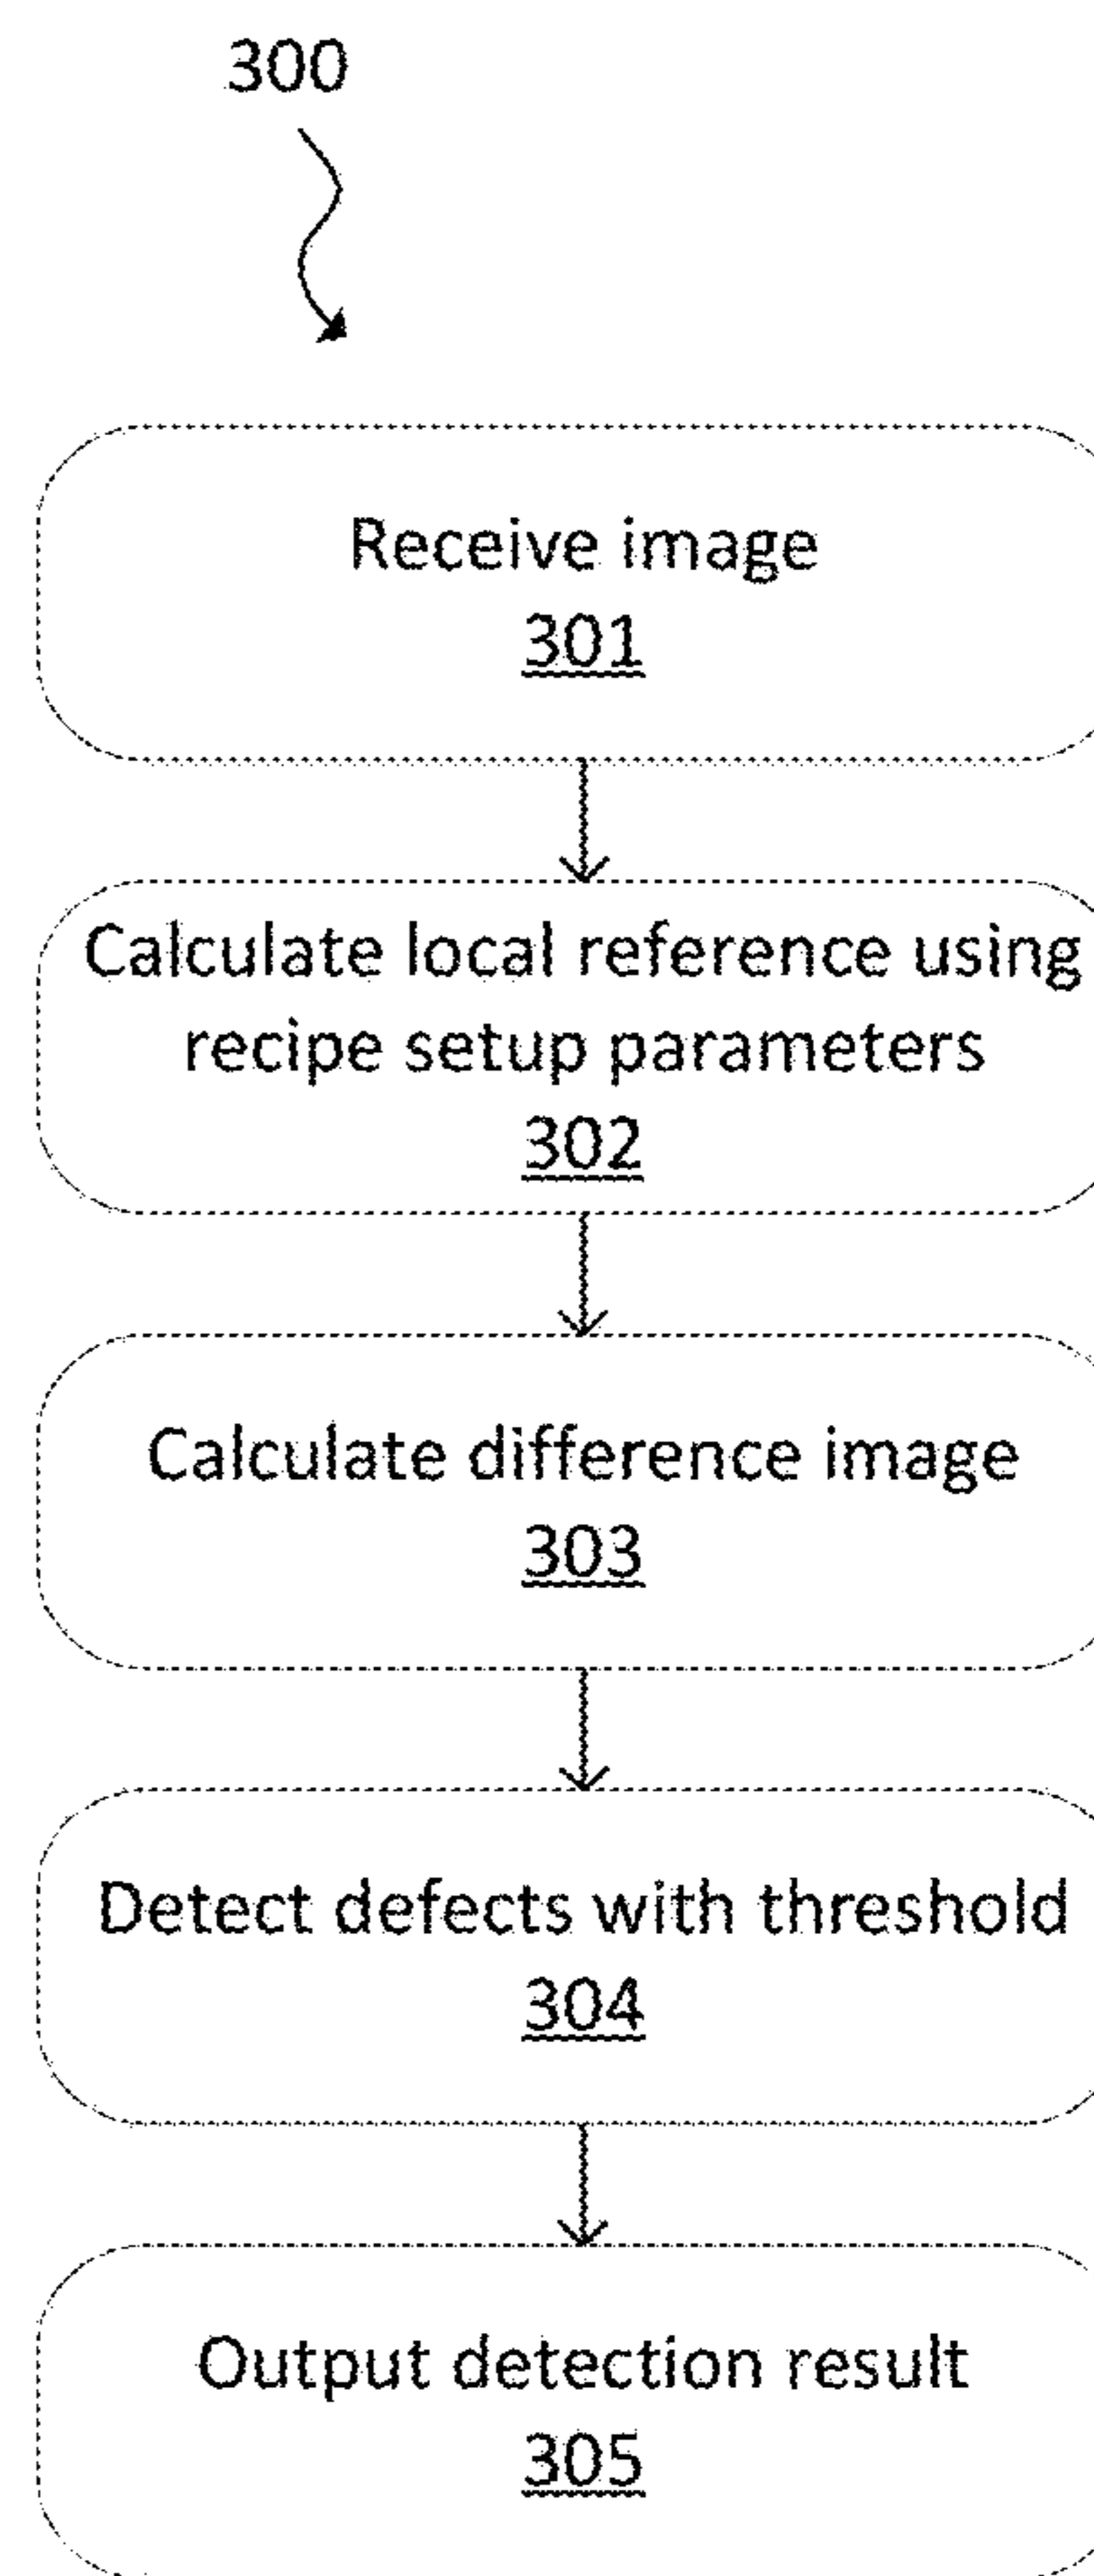 300
Receive image
301
Calculate local reference using
recipe setup parameters
302
Calculate difference image
303
Detect defects with threshold
304
Output detection result
305